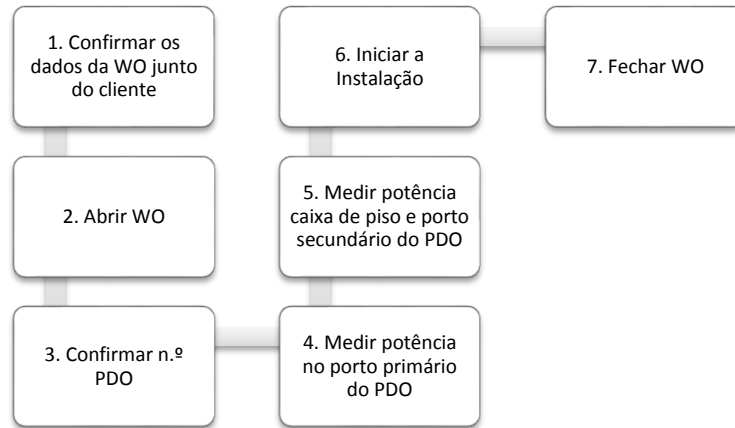 1. Confirmar os
dados da WO junto
do cliente
2. Abrir WO
3. Confirmar n.º
PDO
4. Medir potência
no porto primário
do PDO
5. Medir potência
caixa de piso e porto
secundário do PDO
6. Iniciar a
Instalação
7. Fechar WO